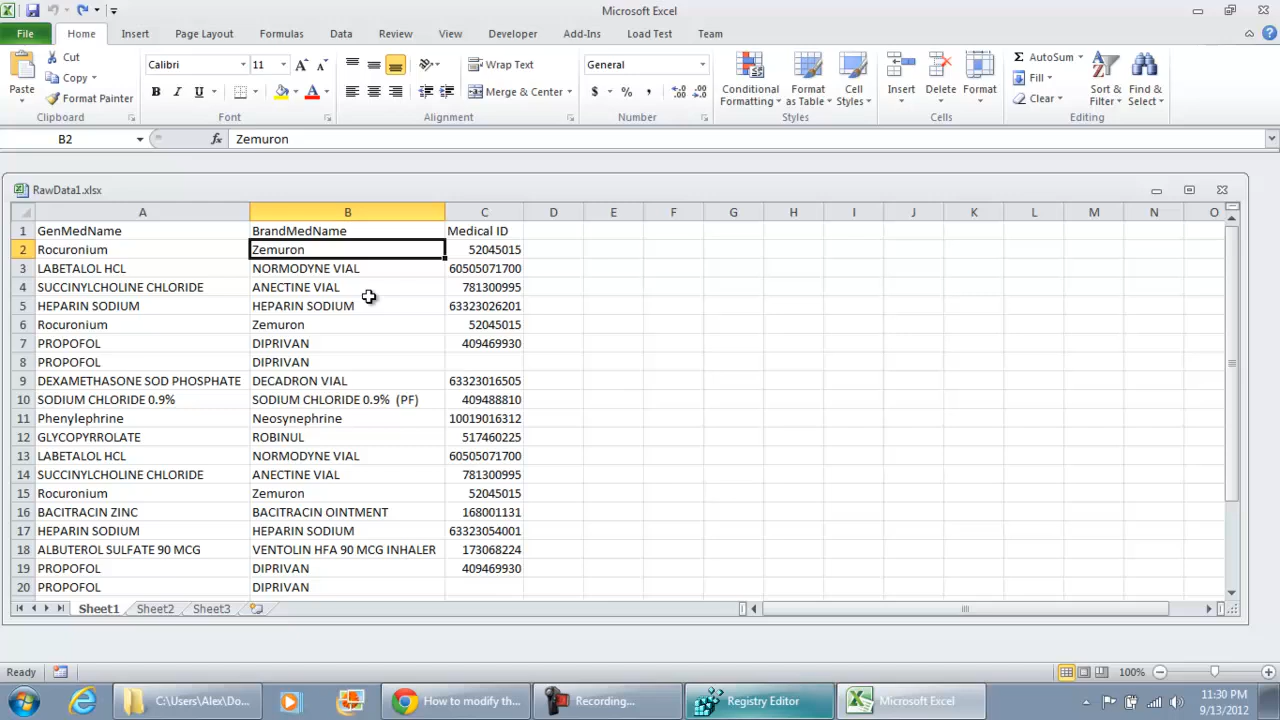 Microsoft Excel
File Home Insert Page Layout Formulas Data Review View Developer Add-Ins Load Test Team
Paste
Cut
Copy
Format Painter
Clipboard
Calibri 11
B I U
Font
Wrap Text
Merge & Center
Alignment
General
$ % ,
Number
Conditional Formatting
Format as Table
Cell Styles
Styles
Insert Delete Format
Cells
AutoSum
Fill
Clear
Sort & Filter
Find & Select
Editing
B2 fx Zemuron
RawData1.xlsx
A B C D E F G H I J K L M N O
1 GenMedName BrandMedName Medical ID
2 Rocuronium Zemuron 52045015
3 LABETALOL HCL NORMODYNE VIAL 60505071700
4 SUCCINYLCHOLINE CHLORIDE ANECTINE VIAL 781300995
5 HEPARIN SODIUM HEPARIN SODIUM 63323026201
6 Rocuronium Zemuron 52045015
7 PROPOFOL DIPRIVAN 409469930
8 PROPOFOL DIPRIVAN
9 DEXAMETHASONE SOD PHOSPHATE DECADRON VIAL 63323016505
10 SODIUM CHLORIDE 0.9% SODIUM CHLORIDE 0.9% (PF) 409488810
11 Phenylephrine Neosynephrine 10019016312
12 GLYCOPYRROLATE ROBINUL 517460225
13 LABETALOL HCL NORMODYNE VIAL 60505071700
14 SUCCINYLCHOLINE CHLORIDE ANECTINE VIAL 781300995
15 Rocuronium Zemuron 52045015
16 BACITRACIN ZINC BACITRACIN OINTMENT 168001131
17 HEPARIN SODIUM HEPARIN SODIUM 63323054001
18 ALBUTEROL SULFATE 90 MCG VENTOLIN HFA 90 MCG INHALER 173068224
19 PROPOFOL DIPRIVAN 409469930
20 PROPOFOL DIPRIVAN
Sheet1 Sheet2 Sheet3
Ready 100%
C:\Users\Alex\Do... How to modify th... Recording... Registry Editor Microsoft Excel
11:30 PM
9/13/2012